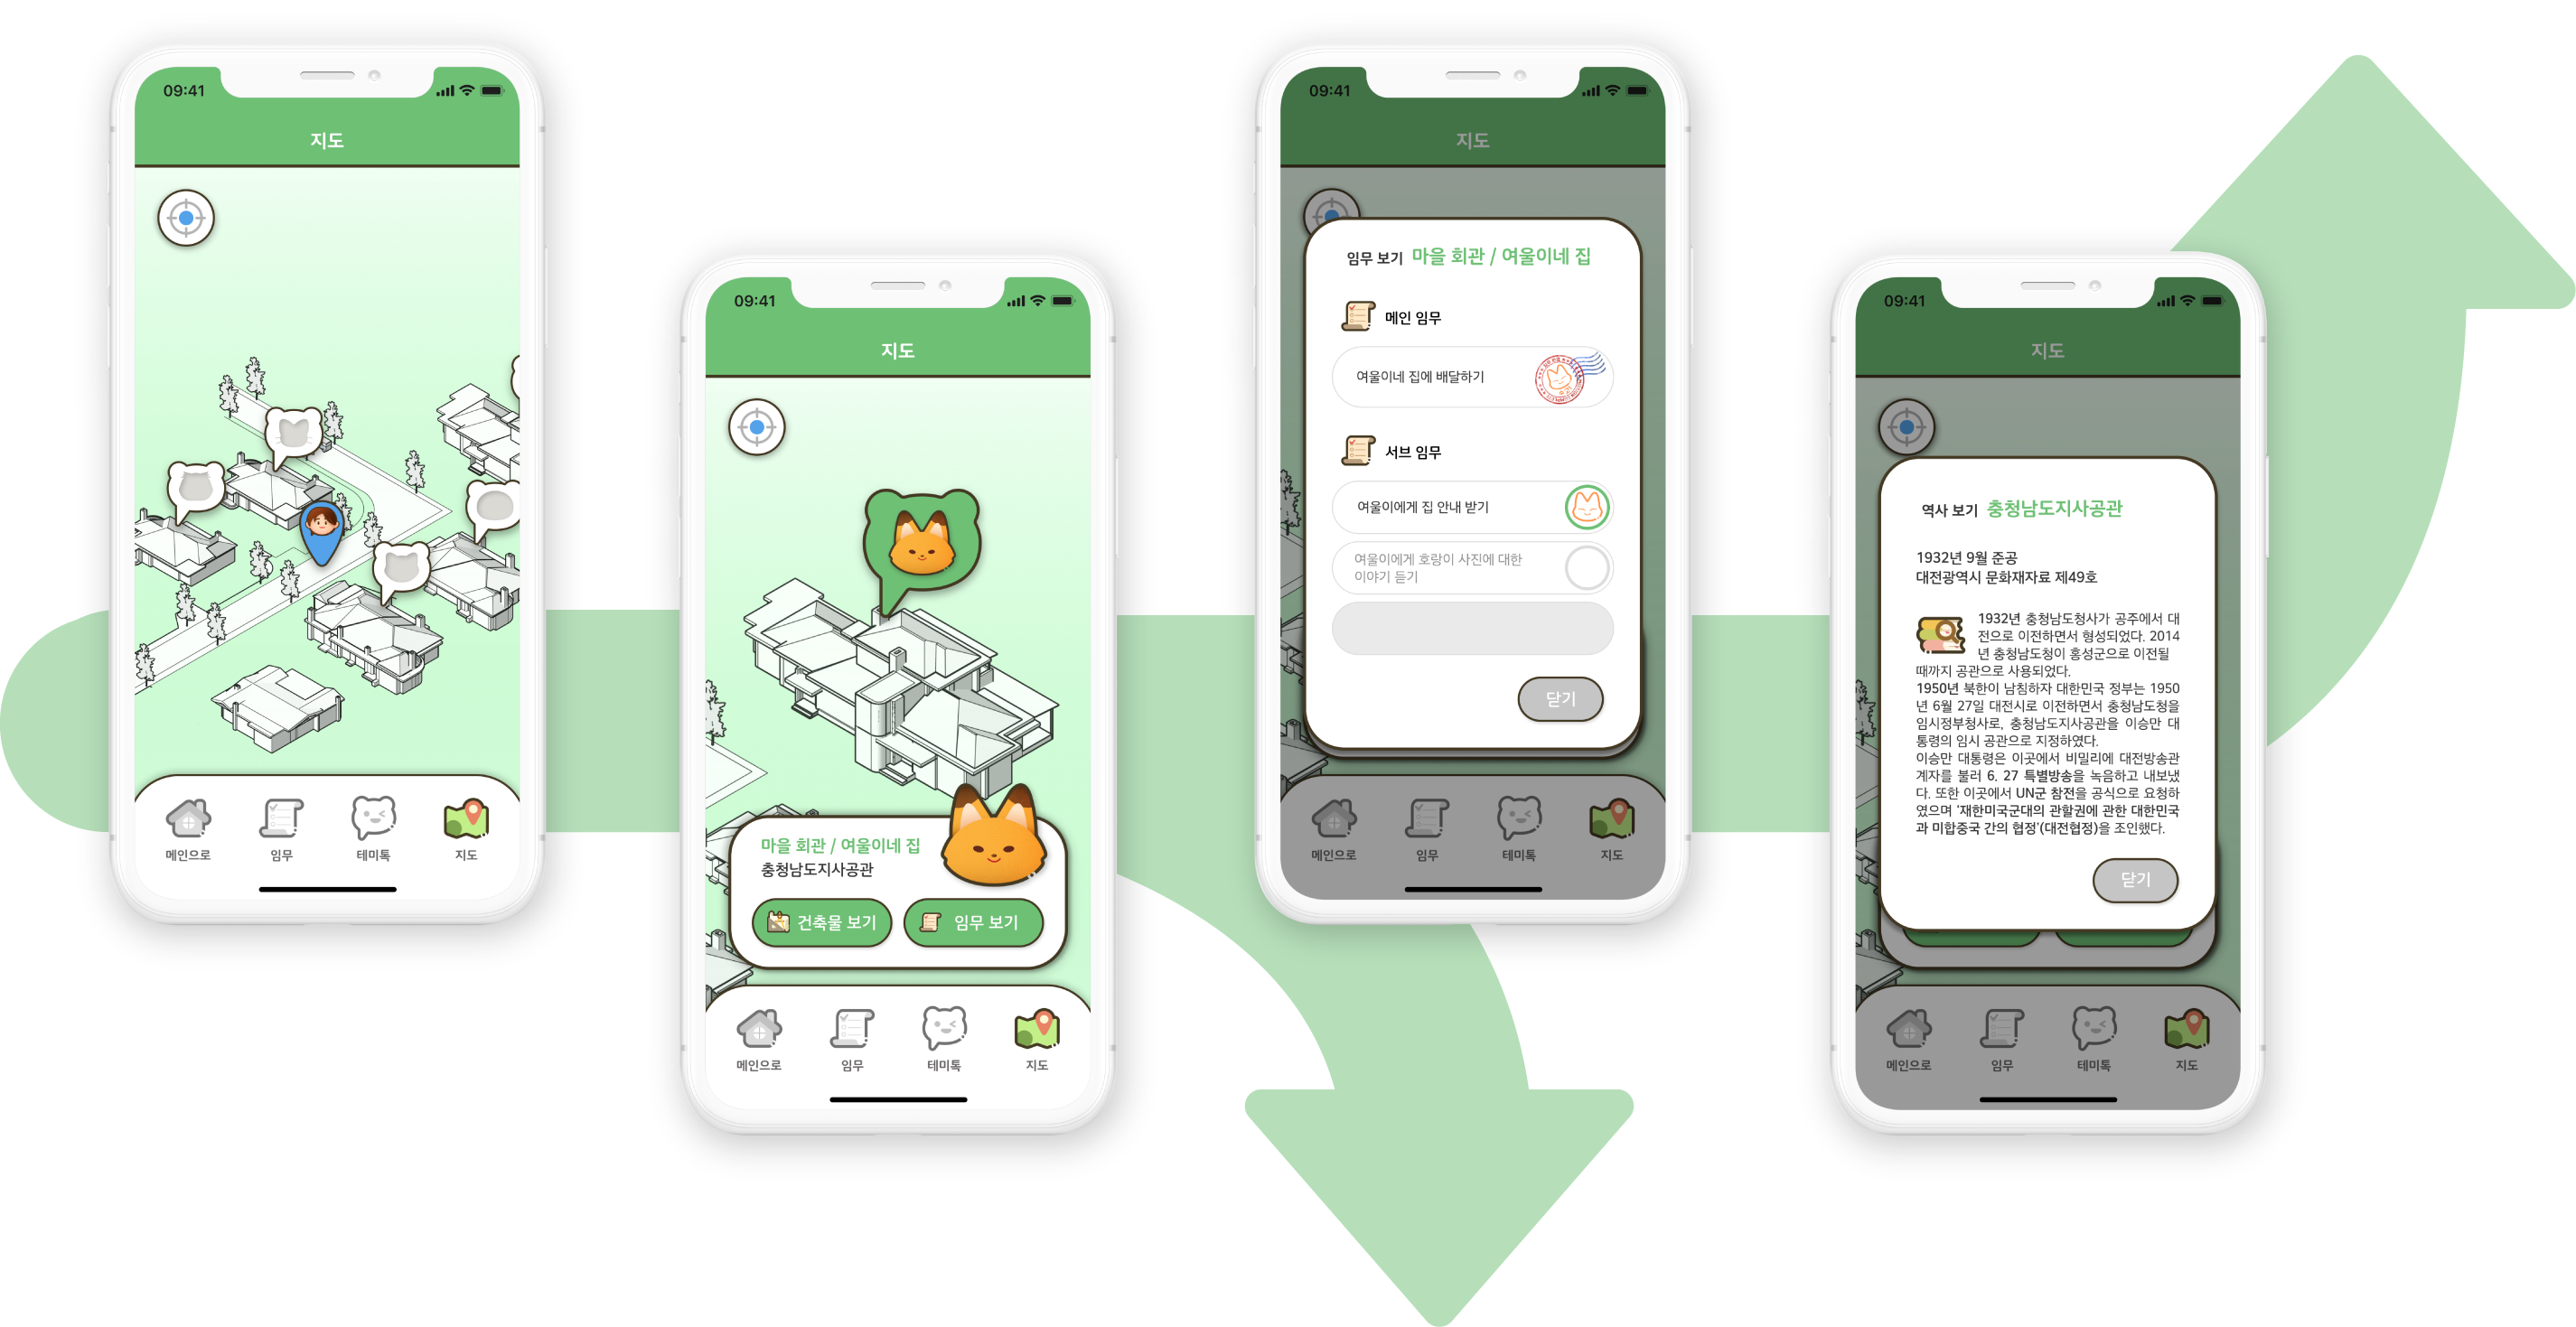 09:41
지도
메인으로
임무
테미톡
지도
09:41
지도
마을 회관 / 여울이네 집
충청남도지사공관
건축물 보기
임무 보기
메인으로
임무
테미톡
지도
09:41
지도
임무 보기 마을 회관 / 여울이네 집
메인 임무
여울이네 집에 배달하기
서브 임무
여울이에게 집 안내 받기
여울이에게 호랑이 사진에 대한
이야기 듣기
닫기
메인으로
임무
테미톡
지도
09:41
지도
역사 보기 충청남도지사공관
1932년 9월 준공
대전광역시 문화재자료 제49호
1932년 충청남도청사가 공주에서 대
전으로 이전하면서 형성되었다. 2014
년 충청남도청이 홍성군으로 이전될
때까지 공관으로 사용되었다.
1950년 북한이 남침하자 대한민국 정부는 1950
년 6월 27일 대전시로 이전하면서 충청남도청을
임시정부청사로, 충청남도지사공관을 이승만 대
통령의 임시 공관으로 지정하였다.
이승만 대통령은 이곳에서 비밀리에 대전방송관
계자를 불러 6. 27 특별방송을 녹음하고 내보냈
다. 또한 이곳에서 UN군 참전을 공식으로 요청하
였으며 '재한미국군대의 관할권에 관한 대한민국
과 미합중국 간의 협정'(대전협정)을 조인했다.
닫기
메인으로
임무
테미톡
지도